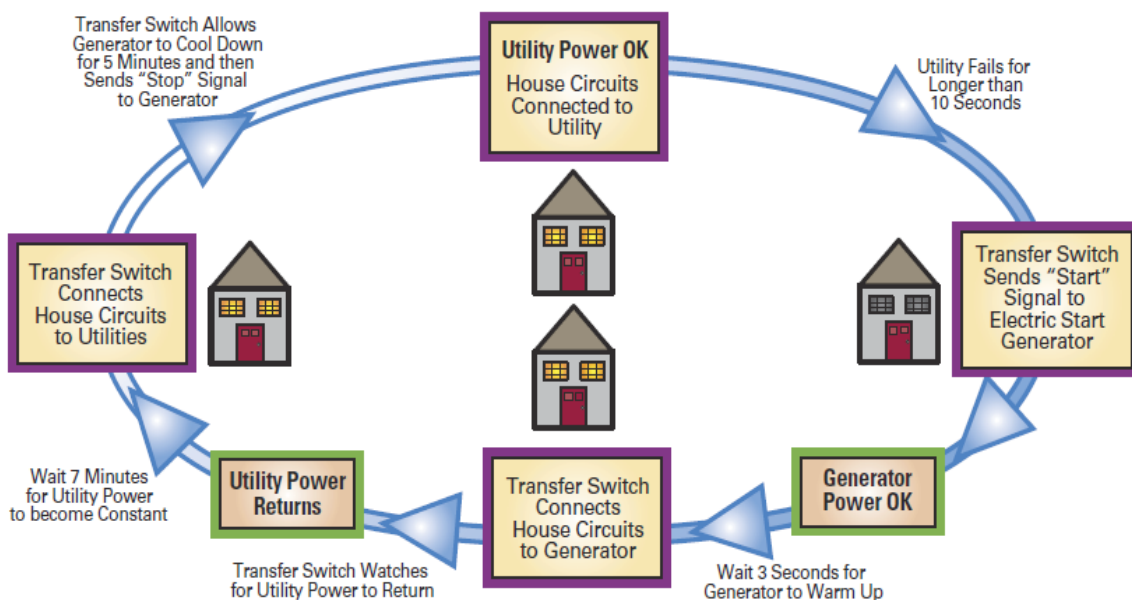 Transfer Switch Allows
Generator to Cool Down
for 5 Minutes and then
Sends “Stop” Signal
to Generator
Utility Power OK
House Circuits
Connected to
Utility
Utility Fails for
Longer than
10 Seconds
Transfer Switch
Sends “Start”
Signal to
Electric Start
Generator
Generator
Power OK
Wait 3 Seconds for
Generator to Warm Up
Transfer Switch
Connects
House Circuits
to Generator
Transfer Switch Watches
for Utility Power to Return
Utility Power
Returns
Wait 7 Minutes
for Utility Power
to become Constant
Transfer Switch
Connects
House Circuits
to Utilities